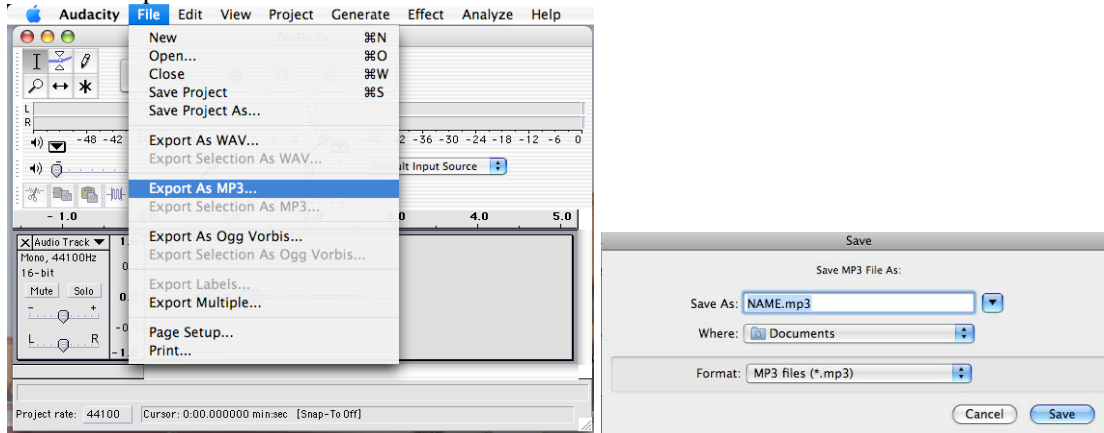 Audacity File Edit View Project Generate Effect Analyze Help
New ⌘N
Open... ⌘O
Close ⌘W
Save Project ⌘S
Save Project As...
Export As WAV...
Export Selection As WAV...
Export As MP3...
Export Selection As MP3...
Export As Ogg Vorbis...
Export Selection As Ogg Vorbis...
Export Labels...
Export Multiple...
Page Setup...
Print...
L
R
-48 -42
2 -36 -30 -24 -18 -12 -6 0
ult Input Source
- 1.0
0 4.0 5.0
Audio Track
Mono, 44100Hz
16-bit
Mute Solo
- +
L R
Project rate: 44100 Cursor: 0:00.000000 min:sec [Snap-To Off]
Save
Save MP3 File As:
Save As: NAME.mp3
Where: Documents
Format: MP3 files (*.mp3)
Cancel Save